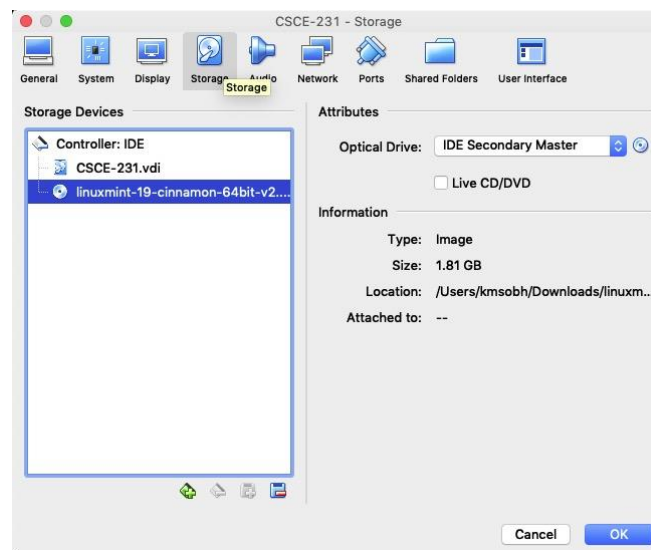 CSCE-231 - Storage
General System Display Storage Audio Network Ports Shared Folders User Interface
Storage
Storage Devices
Controller: IDE
CSCE-231.vdi
linuxmint-19-cinnamon-64bit-v2....
Attributes
Optical Drive: IDE Secondary Master
Live CD/DVD
Information
Type: Image
Size: 1.81 GB
Location: /Users/kmsobh/Downloads/linuxm...
Attached to: --
Cancel OK